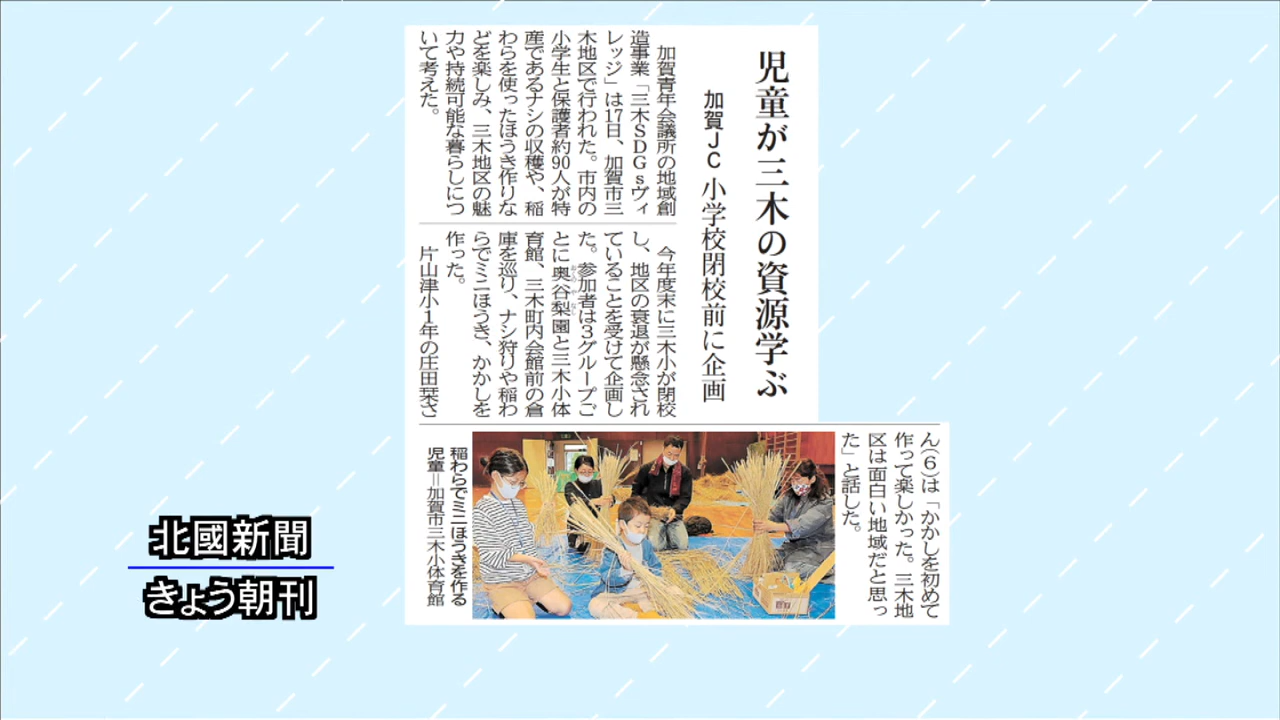 児童が三木の資源学ぶ
加賀JC 小学校閉校前に企画
加賀青年会議所の地域創
造事業「三木SDGsヴィ
レッジ」は17日、加賀市三
木地区で行われた。市内の
小学生と保護者約90人が特
産であるナシの収穫や、稲
わらを使ったほうき作りな
どを楽しみ、三木地区の魅
力や持続可能な暮らしにつ
いて考えた。
今年度末に三木小が閉校
し、地区の衰退が懸念され
ていることを受けて企画し
た。参加者は3グループご
とに奥谷梨園と三木小体
育館、三木町内会館前の倉
庫を巡り、ナシ狩りや稲わ
らでミニほうき、かかしを
作った。
片山津小1年の庄田栞さ
ん(6)は「かかしを初めて
作って楽しかった。三木地
区は面白い地域だと思っ
た」と話した。
稲わらでミニほうきを作る
児童=加賀市三木小体育館
北國新聞
きょう朝刊